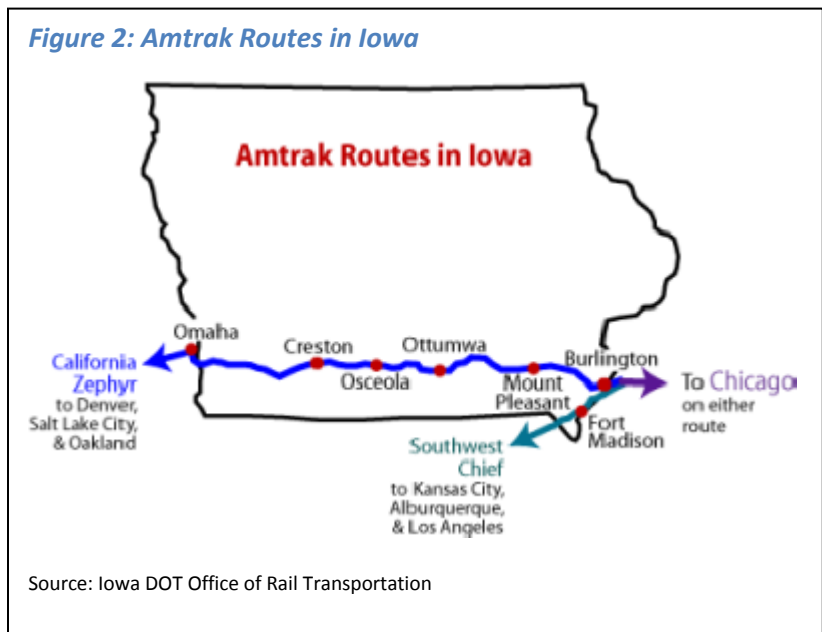 Figure 2: Amtrak Routes in Iowa
Amtrak Routes in Iowa
Omaha
Creston
Osceola
Ottumwa
Mount
Pleasant
Burlington
Fort
Madison
California
Zephyr
to Denver,
Salt Lake City,
& Oakland
To Chicago
on either
route
Southwest
Chief
to Kansas City,
Alburquerque,
& Los Angeles
Source: Iowa DOT Office of Rail Transportation